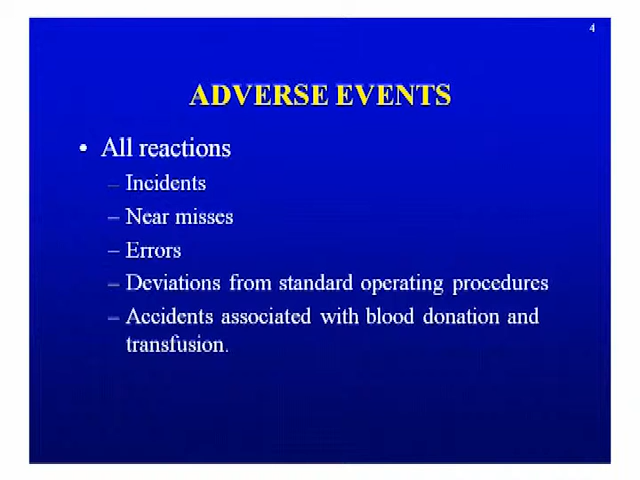 4
ADVERSE EVENTS
• All reactions
– Incidents
– Near misses
– Errors
– Deviations from standard operating procedures
– Accidents associated with blood donation and
transfusion.